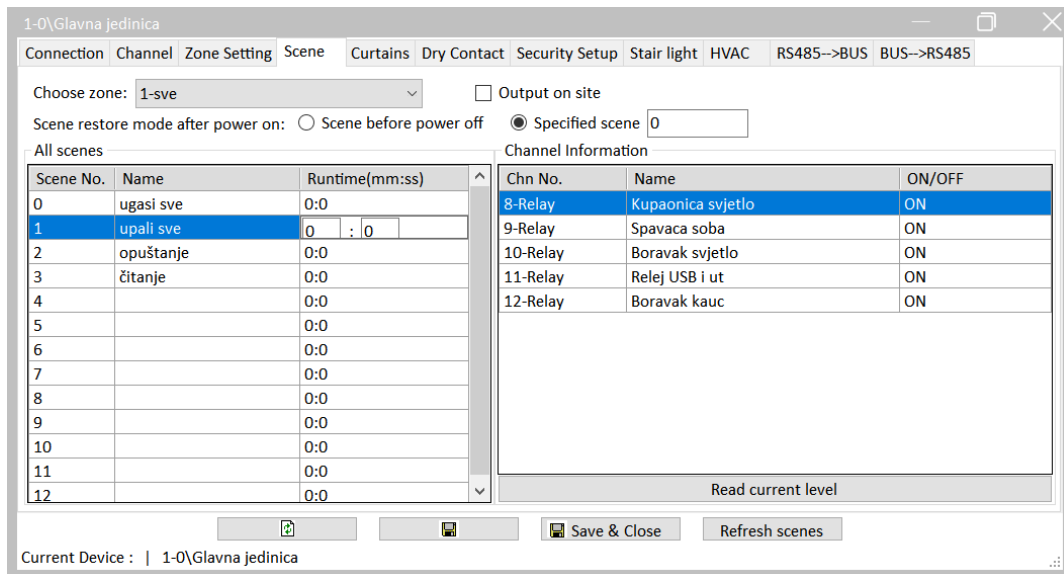 1-0\Glavna jedinica
Connection Channel Zone Setting Scene Curtains Dry Contact Security Setup Stair light HVAC RS485-->BUS BUS-->RS485
Choose zone: 1-sve Output on site
Scene restore mode after power on: Scene before power off Specified scene 0
All scenes
Scene No. Name Runtime(mm:ss)
0 ugasi sve 0:0
1 upali sve 0 : 0
2 opuštanje 0:0
3 čitanje 0:0
4 0:0
5 0:0
6 0:0
7 0:0
8 0:0
9 0:0
10 0:0
11 0:0
12 0:0
Channel Information
Chn No. Name ON/OFF
8-Relay Kupaonica svjetlo ON
9-Relay Spavaca soba ON
10-Relay Boravak svjetlo ON
11-Relay Relej USB i ut ON
12-Relay Boravak kauc ON
Read current level
Save & Close Refresh scenes
Current Device : | 1-0\Glavna jedinica